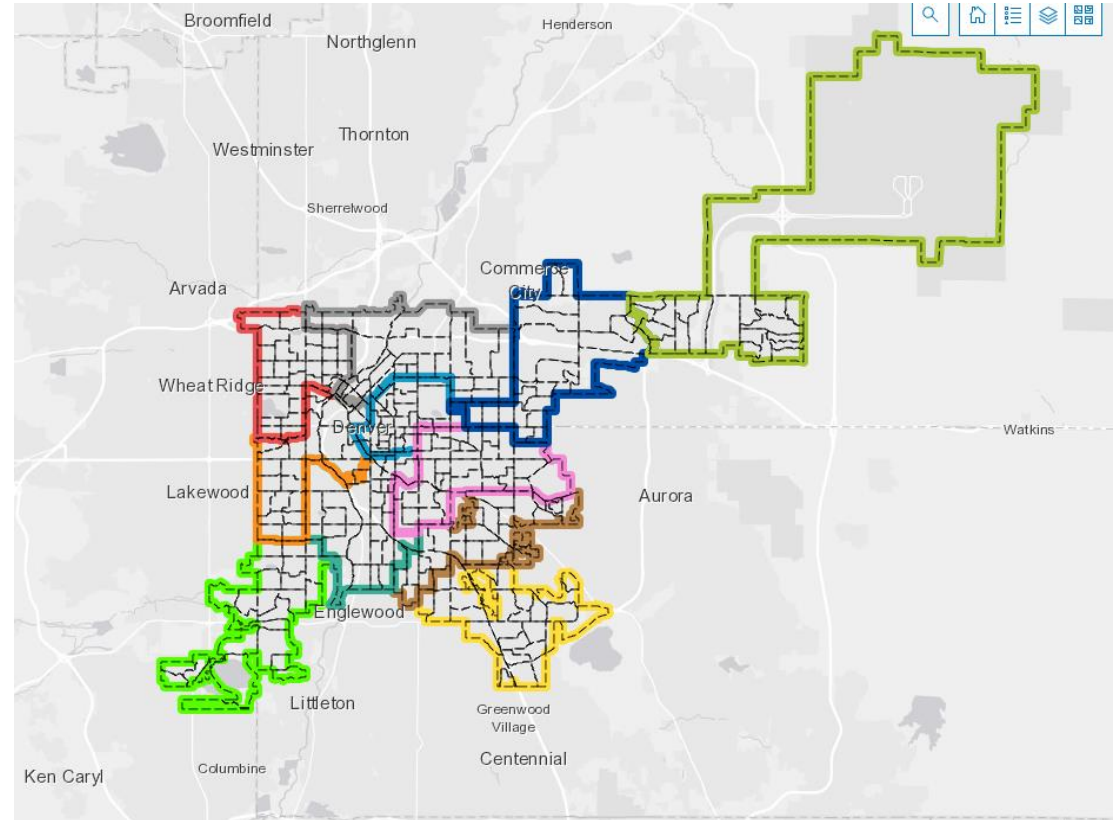 Broomfield
Henderson
Northglenn
Thornton
Westminster
Sherrelwood
Commerce
City
Arvada
Wheat Ridge
Denver
Watkins
Lakewood
Aurora
Englewood
Littleton
Greenwood
Village
Centennial
Columbine
Ken Caryl